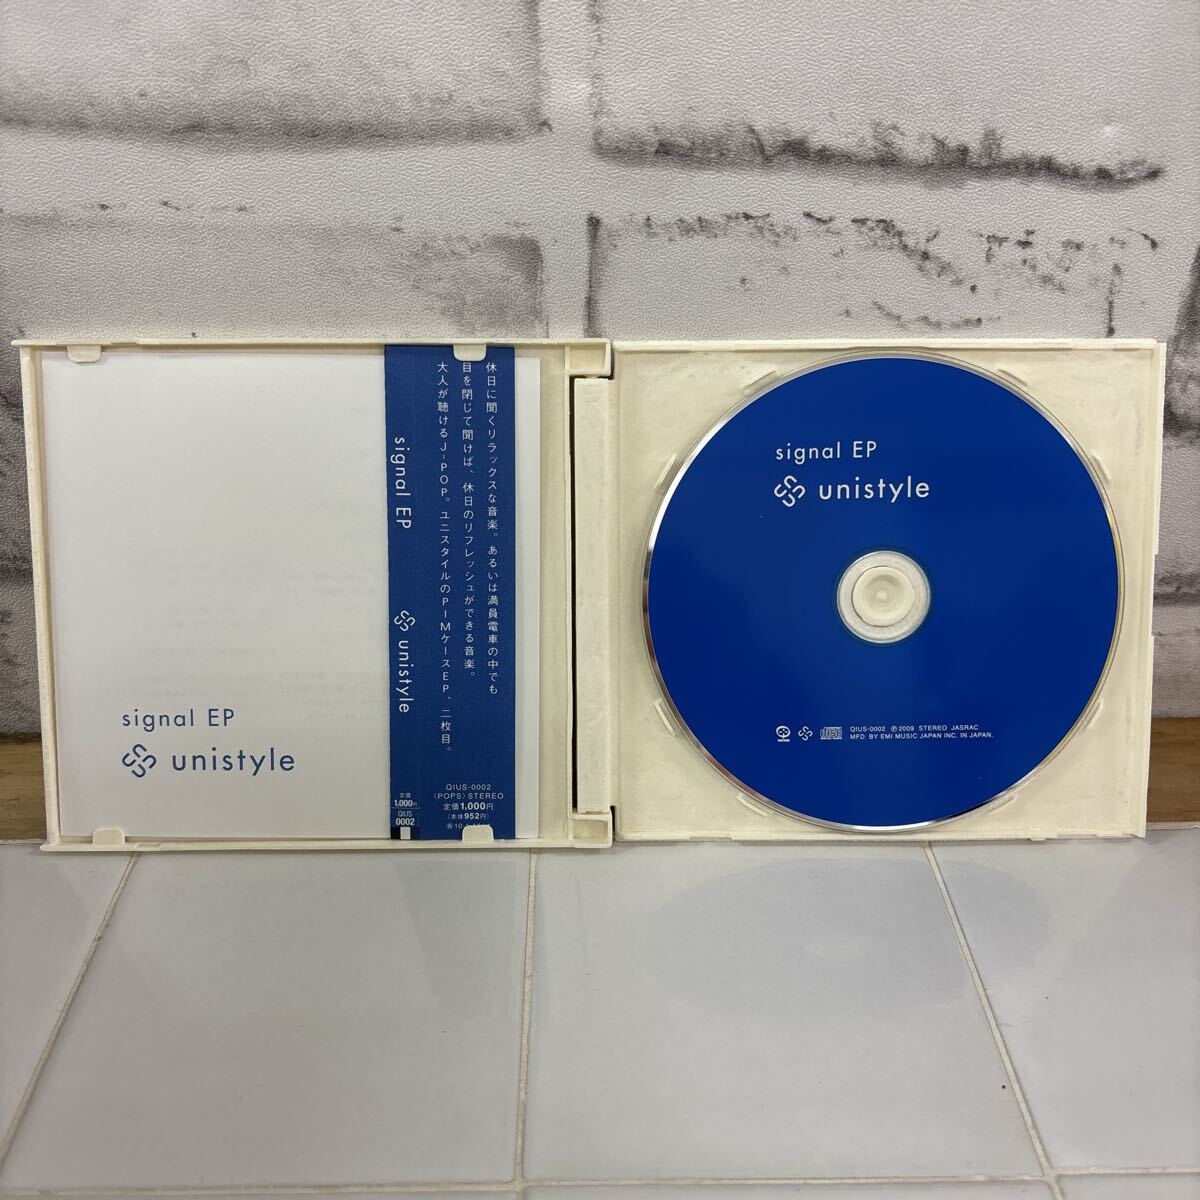 signal EP
unistyle
休日に聞くリラックスな音楽。あるいは満員電車の中でも
目を閉じて聞けば、休日のリフレッシュができる音楽。
大人が聴けるJ-POP。ユニスタイルのPIMケースEP、二枚目。
signal EP
unistyle
定価
1,000円
QIUS
0002
QIUS-0002
〈POPS〉STEREO
定価1,000円
(本体952円)
signal EP
unistyle
QIUS-0002 ℗2009 STEREO JASRAC
MFD. BY EMI MUSIC JAPAN INC. IN JAPAN.